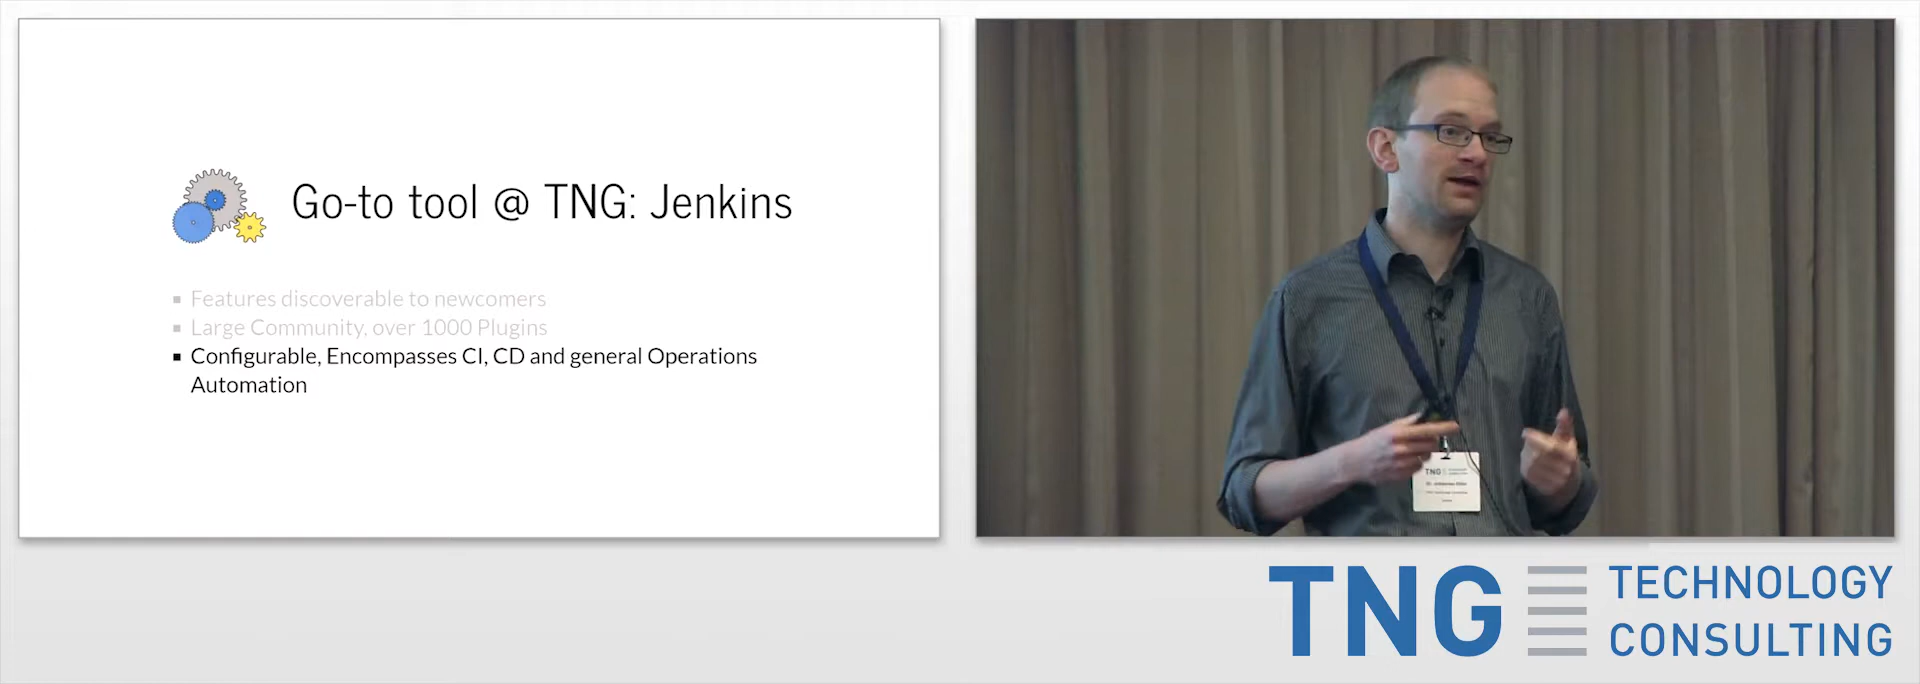 Go-to tool @ TNG: Jenkins
Features discoverable to newcomers
Large Community, over 1000 Plugins
Configurable, Encompasses CI, CD and general Operations
Automation
TNG
TNG TECHNOLOGY
CONSULTING